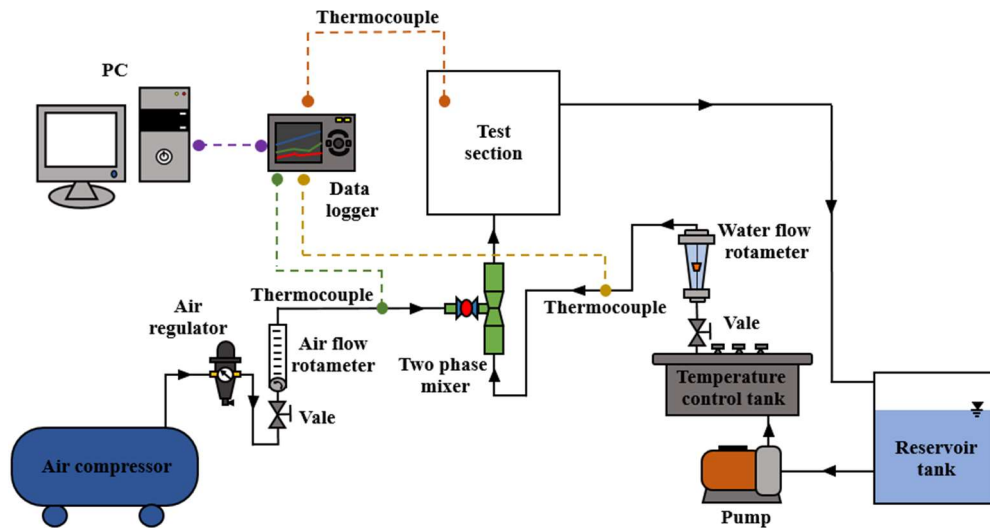 Thermocouple
PC
Test
section
Data
logger
Water flow
rotameter
Thermocouple
Thermocouple
Air
regulator
Air flow
rotameter
Vale
Two phase
mixer
Vale
Temperature
control tank
Air compressor
Reservoir
tank
Pump